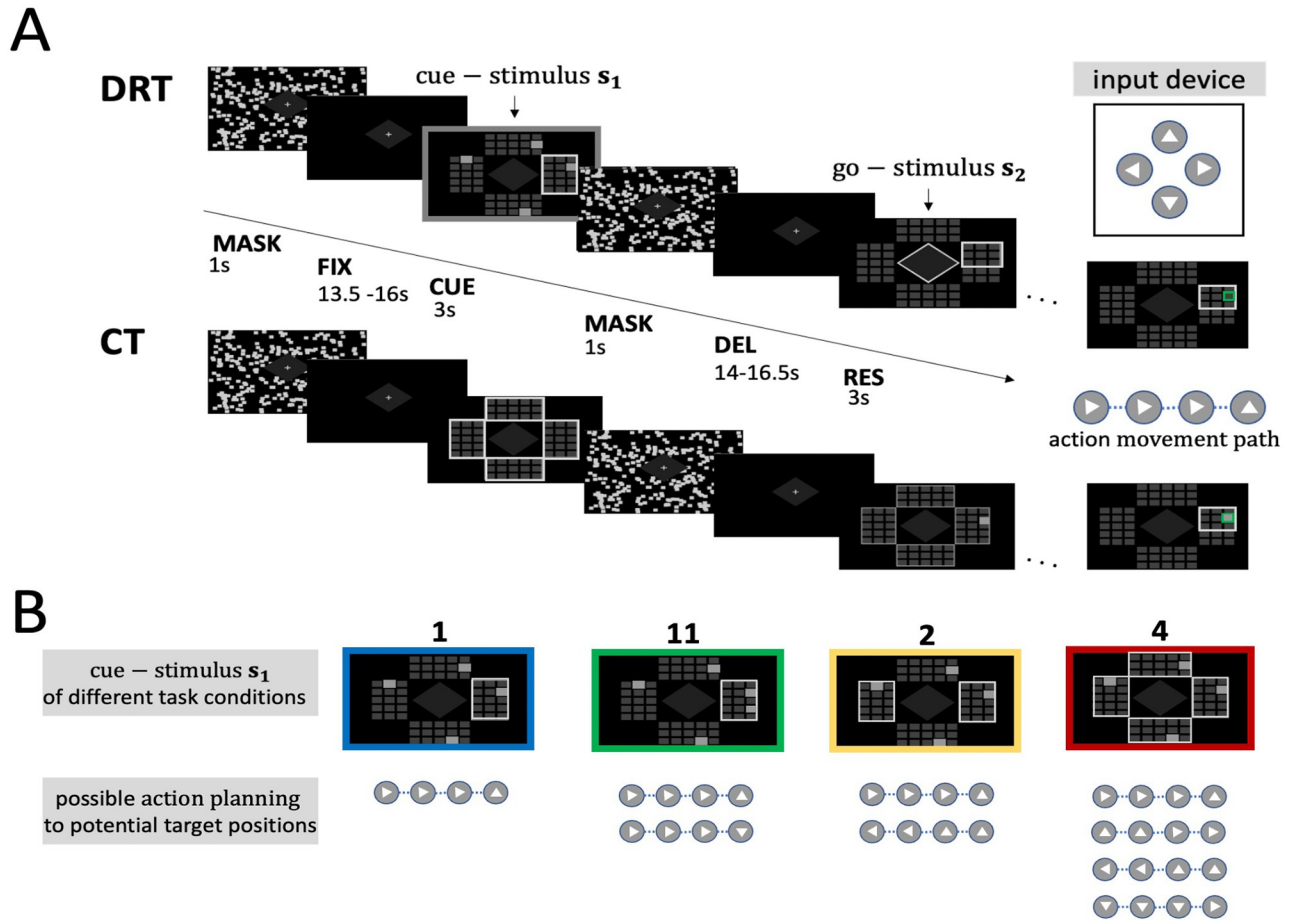 A
DRT
cue – stimulus s₁
go – stimulus s₂
input device
MASK
1s
FIX
13.5 -16s
CUE
3s
MASK
1s
DEL
14-16.5s
RES
3s
. . .
CT
action movement path
. . .
B
1
11
2
4
cue – stimulus s₁
of different task conditions
possible action planning
to potential target positions